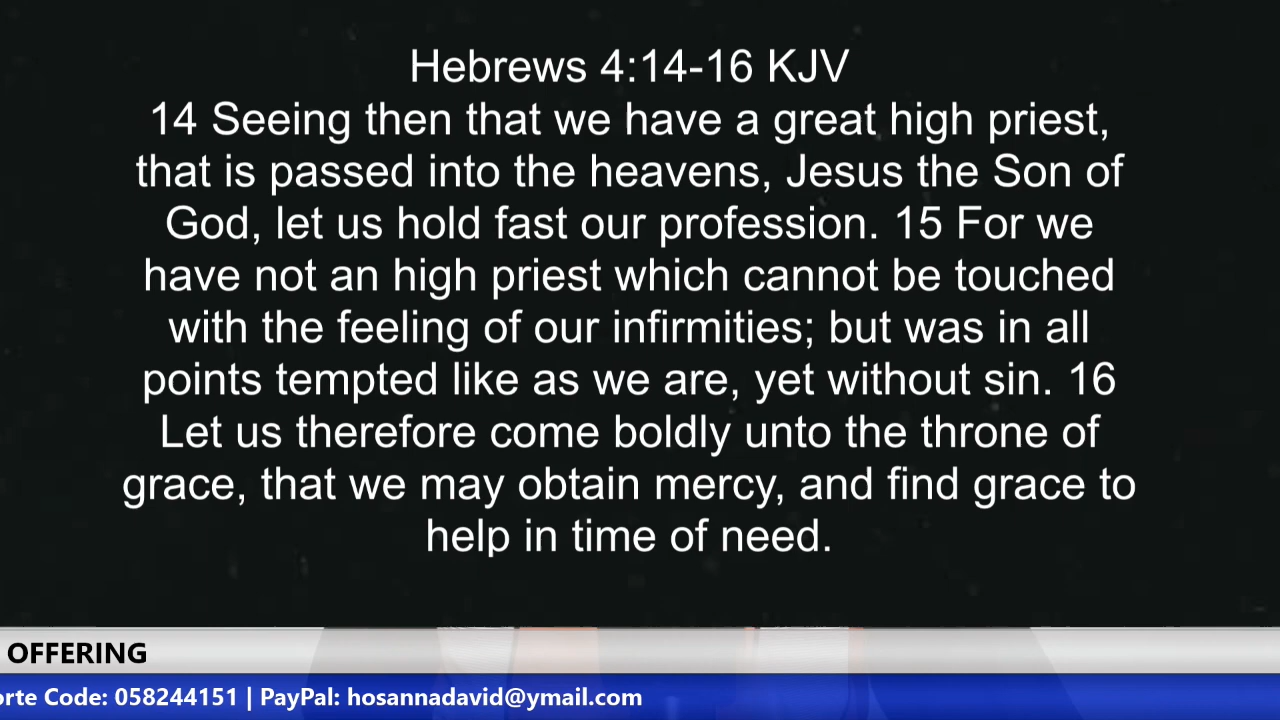 Hebrews 4:14-16 KJV
14 Seeing then that we have a great high priest,
that is passed into the heavens, Jesus the Son of
God, let us hold fast our profession. 15 For we
have not an high priest which cannot be touched
with the feeling of our infirmities; but was in all
points tempted like as we are, yet without sin. 16
Let us therefore come boldly unto the throne of
grace, that we may obtain mercy, and find grace to
help in time of need.
OFFERING
orte Code: 058244151 | PayPal: hosannadavid@ymail.com